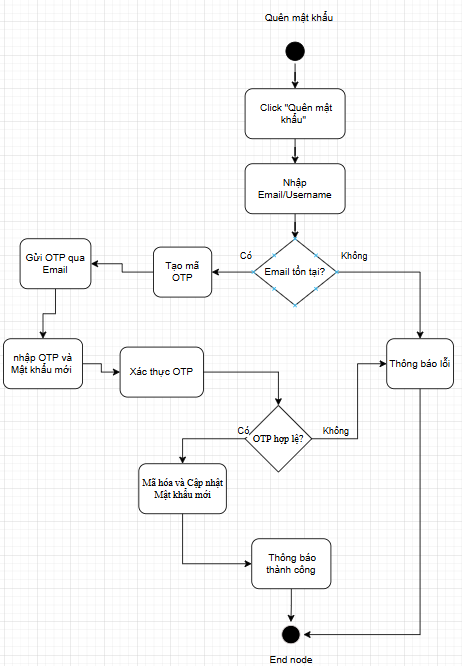 Quên mật khẩu
Click "Quên mật
khẩu"
Nhập
Email/Username
Có
Email tồn tại?
Không
Gửi OTP qua
Email
Tạo mã
OTP
nhập OTP và
Mật khẩu mới
Xác thực OTP
Thông báo lỗi
Có
OTP hợp lệ?
Không
Mã hóa và Cập nhật
Mật khẩu mới
Thông báo
thành công
End node